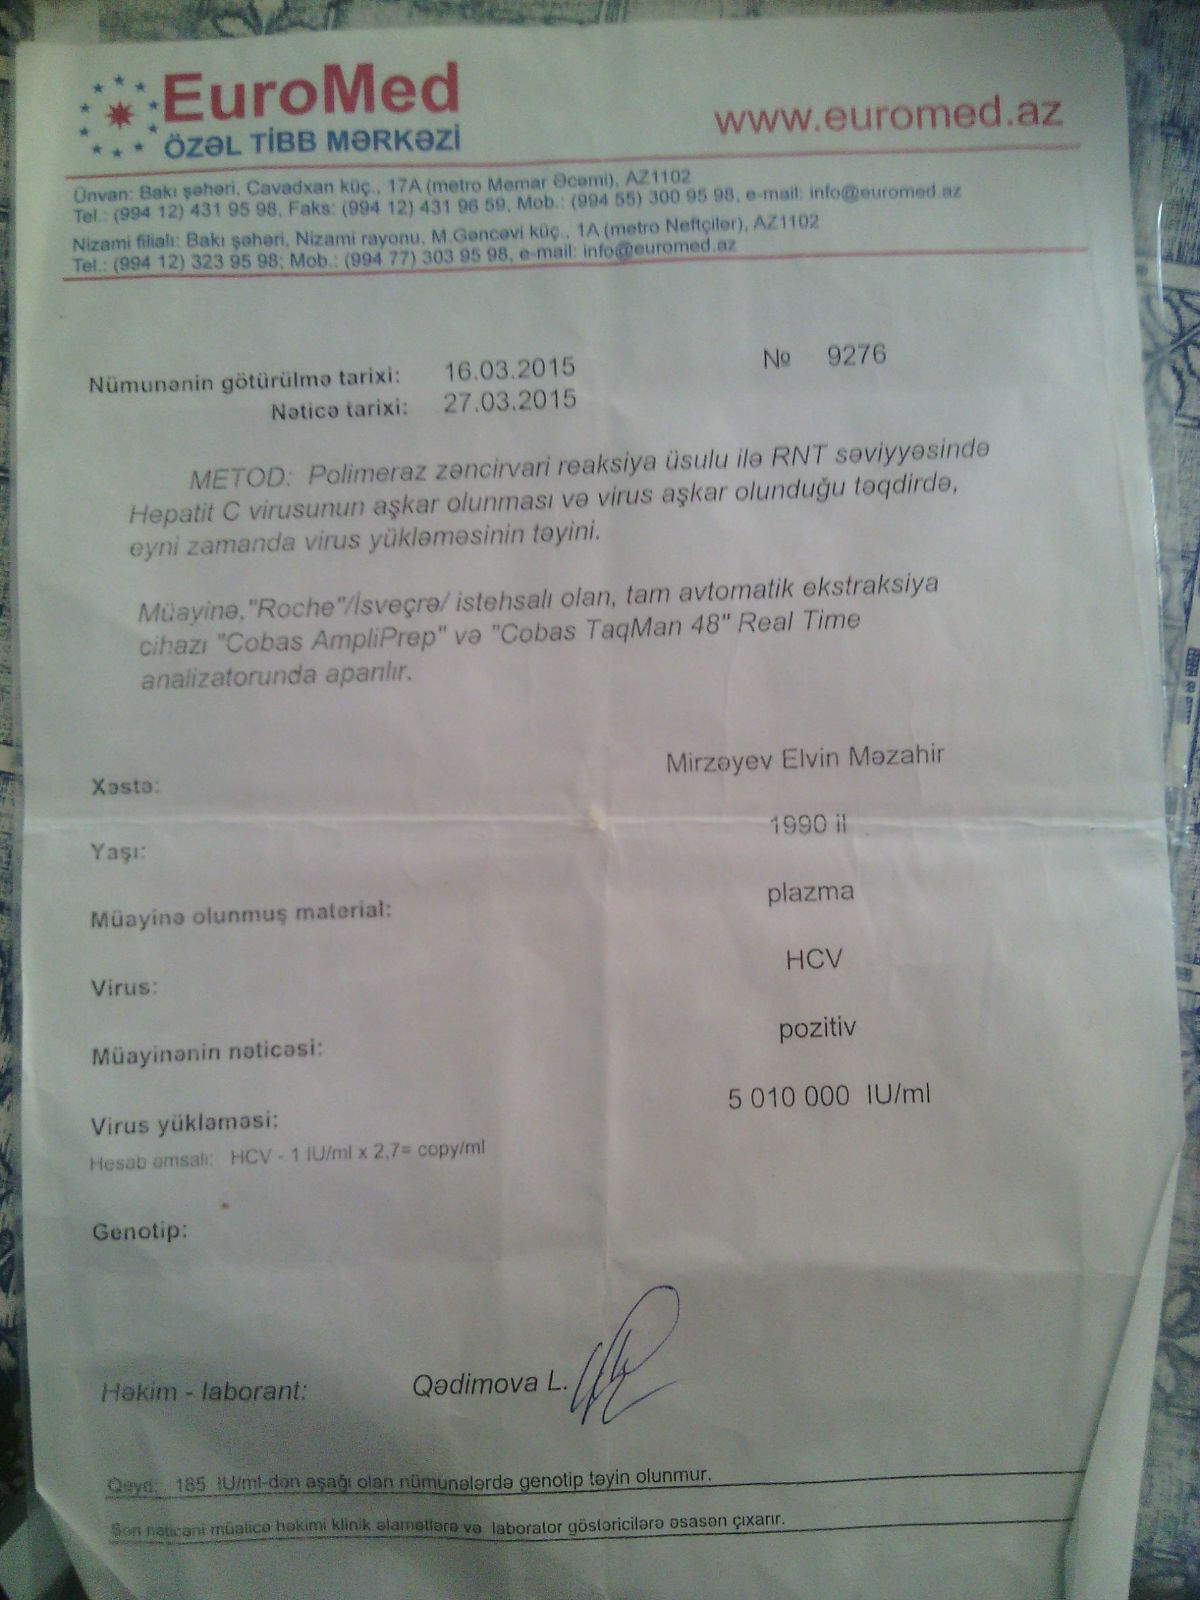 EuroMed
ÖZƏL TİBB MƏRKƏZİ
www.euromed.az
Ünvan: Bakı şəhəri, Cavadxan küç., 17A (metro Memar Əcəmi), AZ1102
Tel.: (994 12) 431 95 98, Faks: (994 12) 431 96 59, Mob.: (994 55) 300 95 98, e-mail: info@euromed.az
Nizami filialı: Bakı şəhəri, Nizami rayonu, M.Gəncəvi küç., 1A (metro Neftçilər), AZ1102
Tel.: (994 12) 323 95 98; Mob.: (994 77) 303 95 98, e-mail: info@euromed.az
Nümunənin götürülmə tarixi: 16.03.2015 № 9276
Nəticə tarixi: 27.03.2015
METOD: Polimeraz zəncirvari reaksiya üsulu ilə RNT səviyyəsində
Hepatit C virusunun aşkar olunması və virus aşkar olunduğu təqdirdə,
eyni zamanda virus yükləməsinin təyini.
Müayinə,"Roche"/İsveçrə/ istehsalı olan, tam avtomatik ekstraksiya
cihazı "Cobas AmpliPrep" və "Cobas TaqMan 48" Real Time
analizatorunda aparılır.
Xəstə: Mirzəyev Elvin Məzahir
Yaşı: 1990 il
Müayinə olunmuş material: plazma
Virus: HCV
Müayinənin nəticəsi: pozitiv
Virus yükləməsi: 5 010 000 IU/ml
Hesab əmsalı: HCV - 1 IU/ml x 2,7= copy/ml
Genotip:
Həkim - laborant: Qədimova L.
Qeyd: 185 IU/ml-dən aşağı olan nümunələrdə genotip təyin olunmur.
Son nəticəni müalicə həkimi klinik əlamətlərə və laborator göstəricilərə əsasən çıxarır.